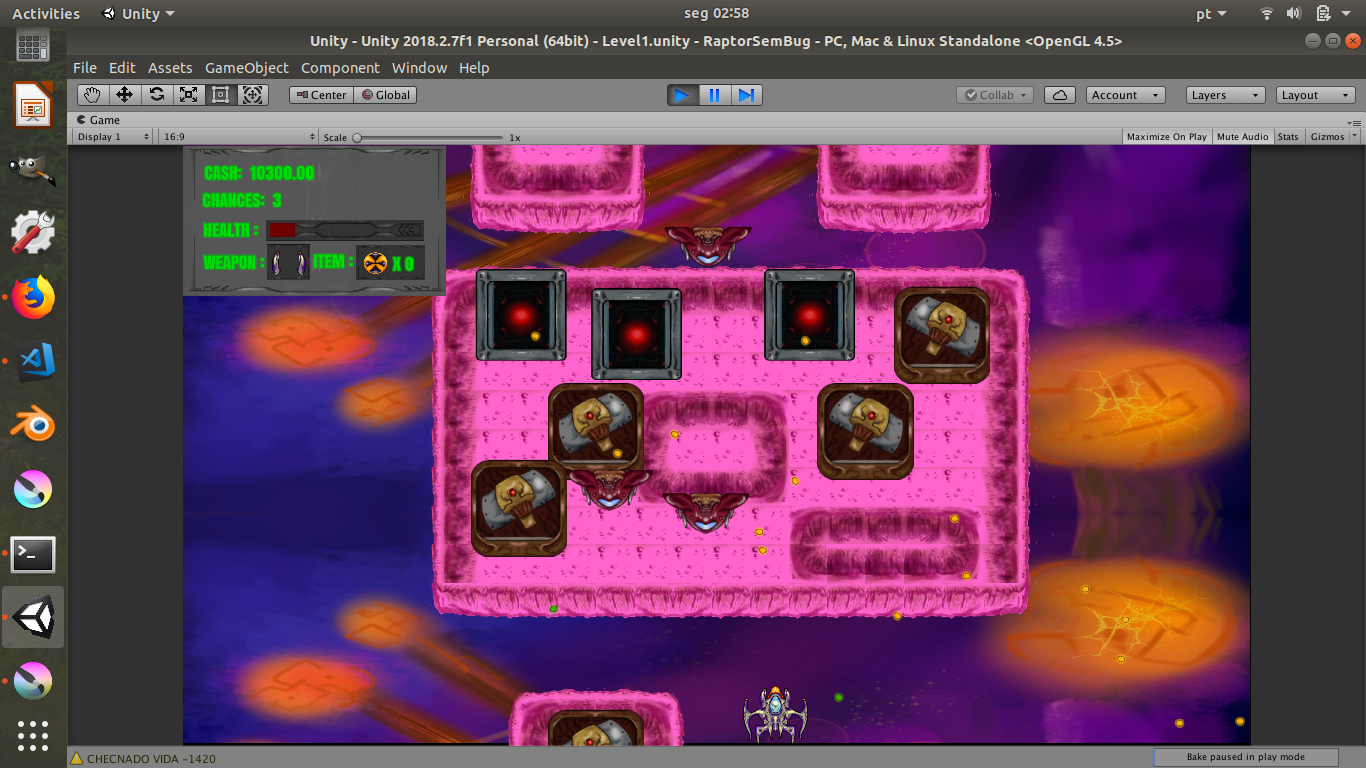 Activities Unity seg 02:58 pt
Unity - Unity 2018.2.7f1 Personal (64bit) - Level1.unity - RaptorSemBug - PC, Mac & Linux Standalone <OpenGL 4.5>
File Edit Assets GameObject Component Window Help
Center Global Collab Account Layers Layout
Game
Display 1 16:9 Scale 1x Maximize On Play Mute Audio Stats Gizmos
CASH: 10300.00
CHANCES: 3
HEALTH :
WEAPON : ITEM : X 0
CHECNADO VIDA -1420 Bake paused in play mode